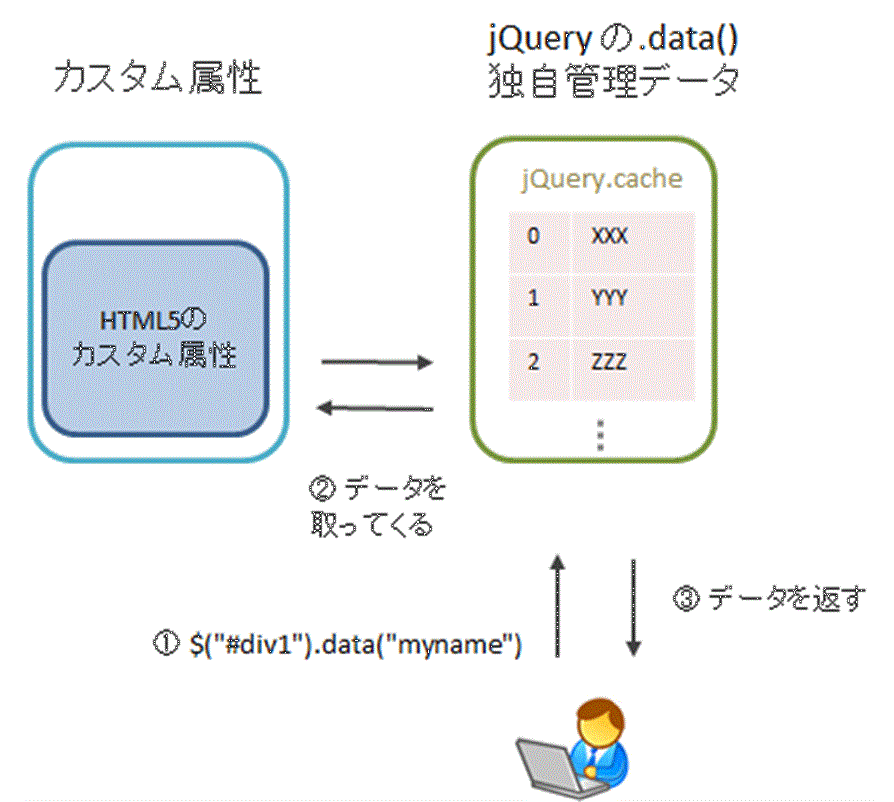 カスタム属性
jQuery の .data()
独自管理データ
jQuery.cache
0 XXX
1 YYY
2 ZZZ
HTML5の
カスタム属性
② データを
取ってくる
③ データを返す
① $("#div1").data("myname")